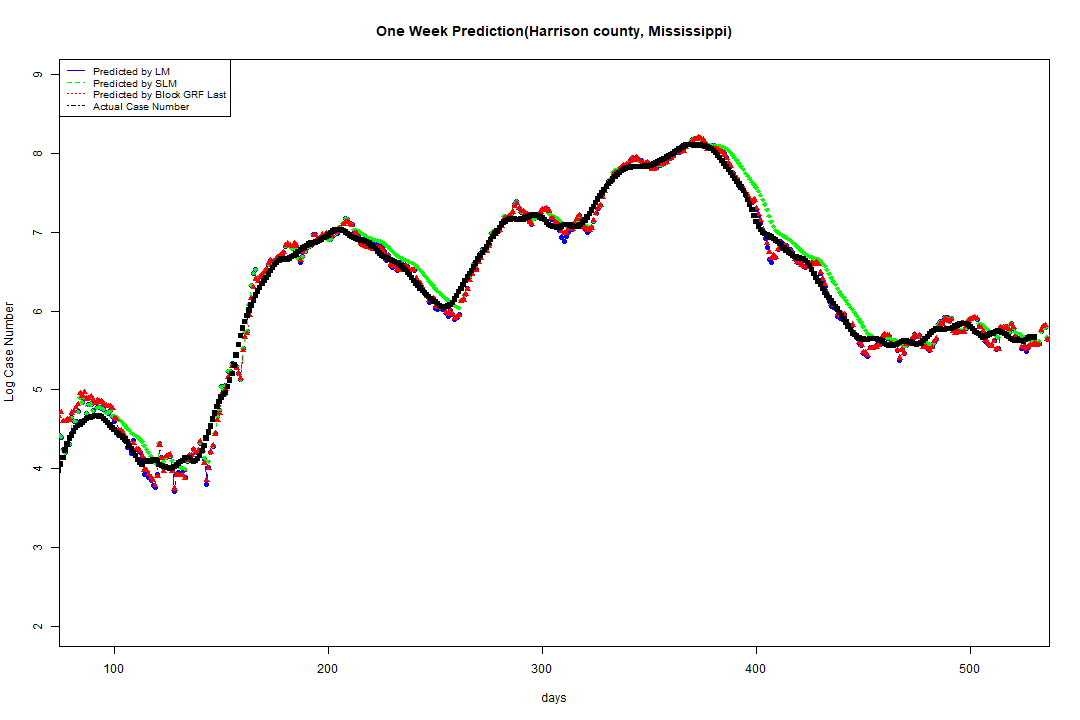 One Week Prediction(Harrison county, Mississippi)
Predicted by LM
Predicted by SLM
Predicted by Block GRF Last
Actual Case Number
9
8
7
6
5
4
3
2
Log Case Number
100 200 300 400 500
days